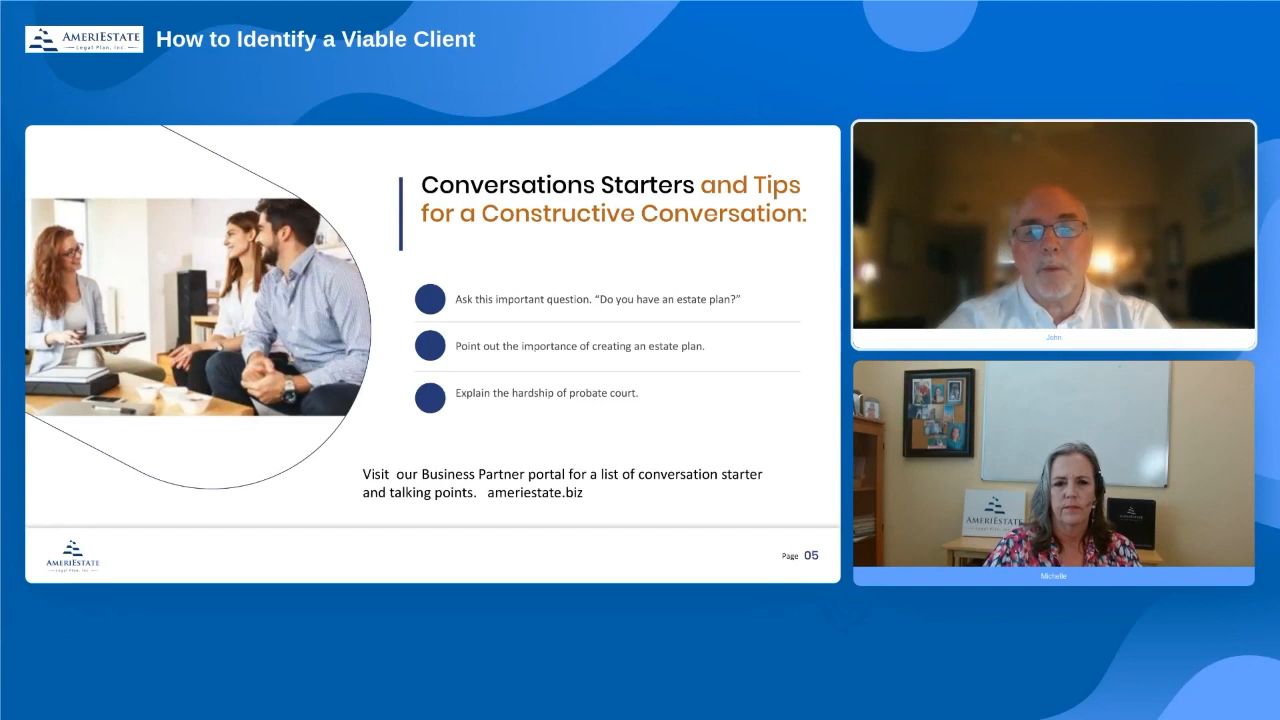 AMERIESTATE
Legal Plan, Inc
How to Identify a Viable Client
Conversations Starters and Tips
for a Constructive Conversation:
Ask this important question. “Do you have an estate plan?”
Point out the importance of creating an estate plan.
Explain the hardship of probate court.
Visit our Business Partner portal for a list of conversation starter
and talking points. ameriestate.biz
AMERIESTATE
Legal Plan, Inc
Page 05
John
AMERIESTATE
Michelle